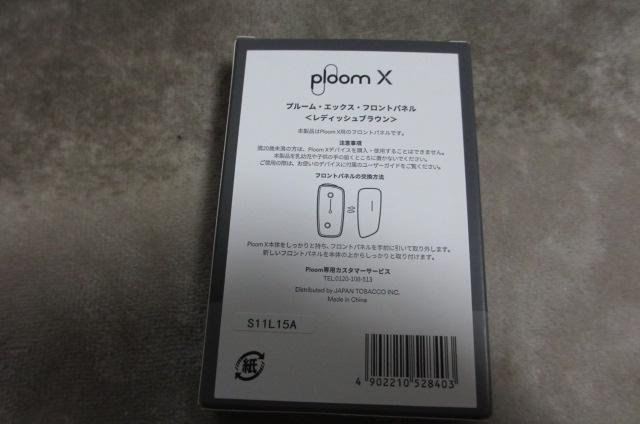 ploom X
プルーム・エックス・フロントパネル
＜レディッシュブラウン＞
本製品はPloom X用のフロントパネルです。
注意事項
満20歳未満の方は、Ploom Xデバイスを購入・使用することはできません。
本製品を乳幼児や子供の手の届くところに置かないでください。
ご使用の際は、お使いのデバイスに付属のユーザーガイドをご覧ください。
フロントパネルの交換方法
Ploom X本体をしっかりと持ち、フロントパネルを手前に引いて取り外します。
新しいフロントパネルを本体の上からしっかりと取り付けます。
Ploom専用カスタマーサービス
TEL:0120-108-513
Distributed by JAPAN TOBACCO INC.
Made in China
S11L15A
紙
4 902210 528403